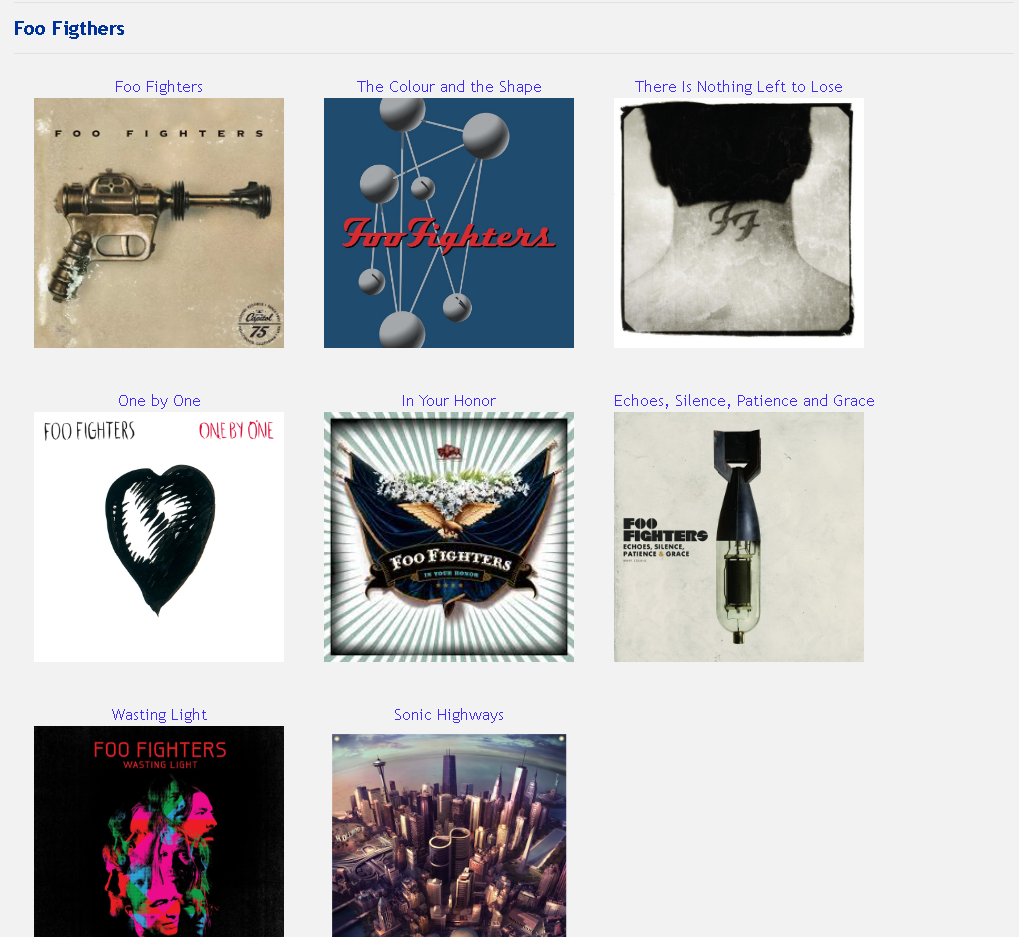 Foo Figthers
Foo Fighters
The Colour and the Shape
There Is Nothing Left to Lose
FOO FIGHTERS
Capitol
75
Foo Fighters
FF
One by One
In Your Honor
Echoes, Silence, Patience and Grace
FOO FIGHTERS
ONE BY ONE
FOO FIGHTERS
IN YOUR HONOR
FOO
FIGHTERS
ECHOES, SILENCE,
PATIENCE & GRACE
Wasting Light
Sonic Highways
FOO FIGHTERS
WASTING LIGHT